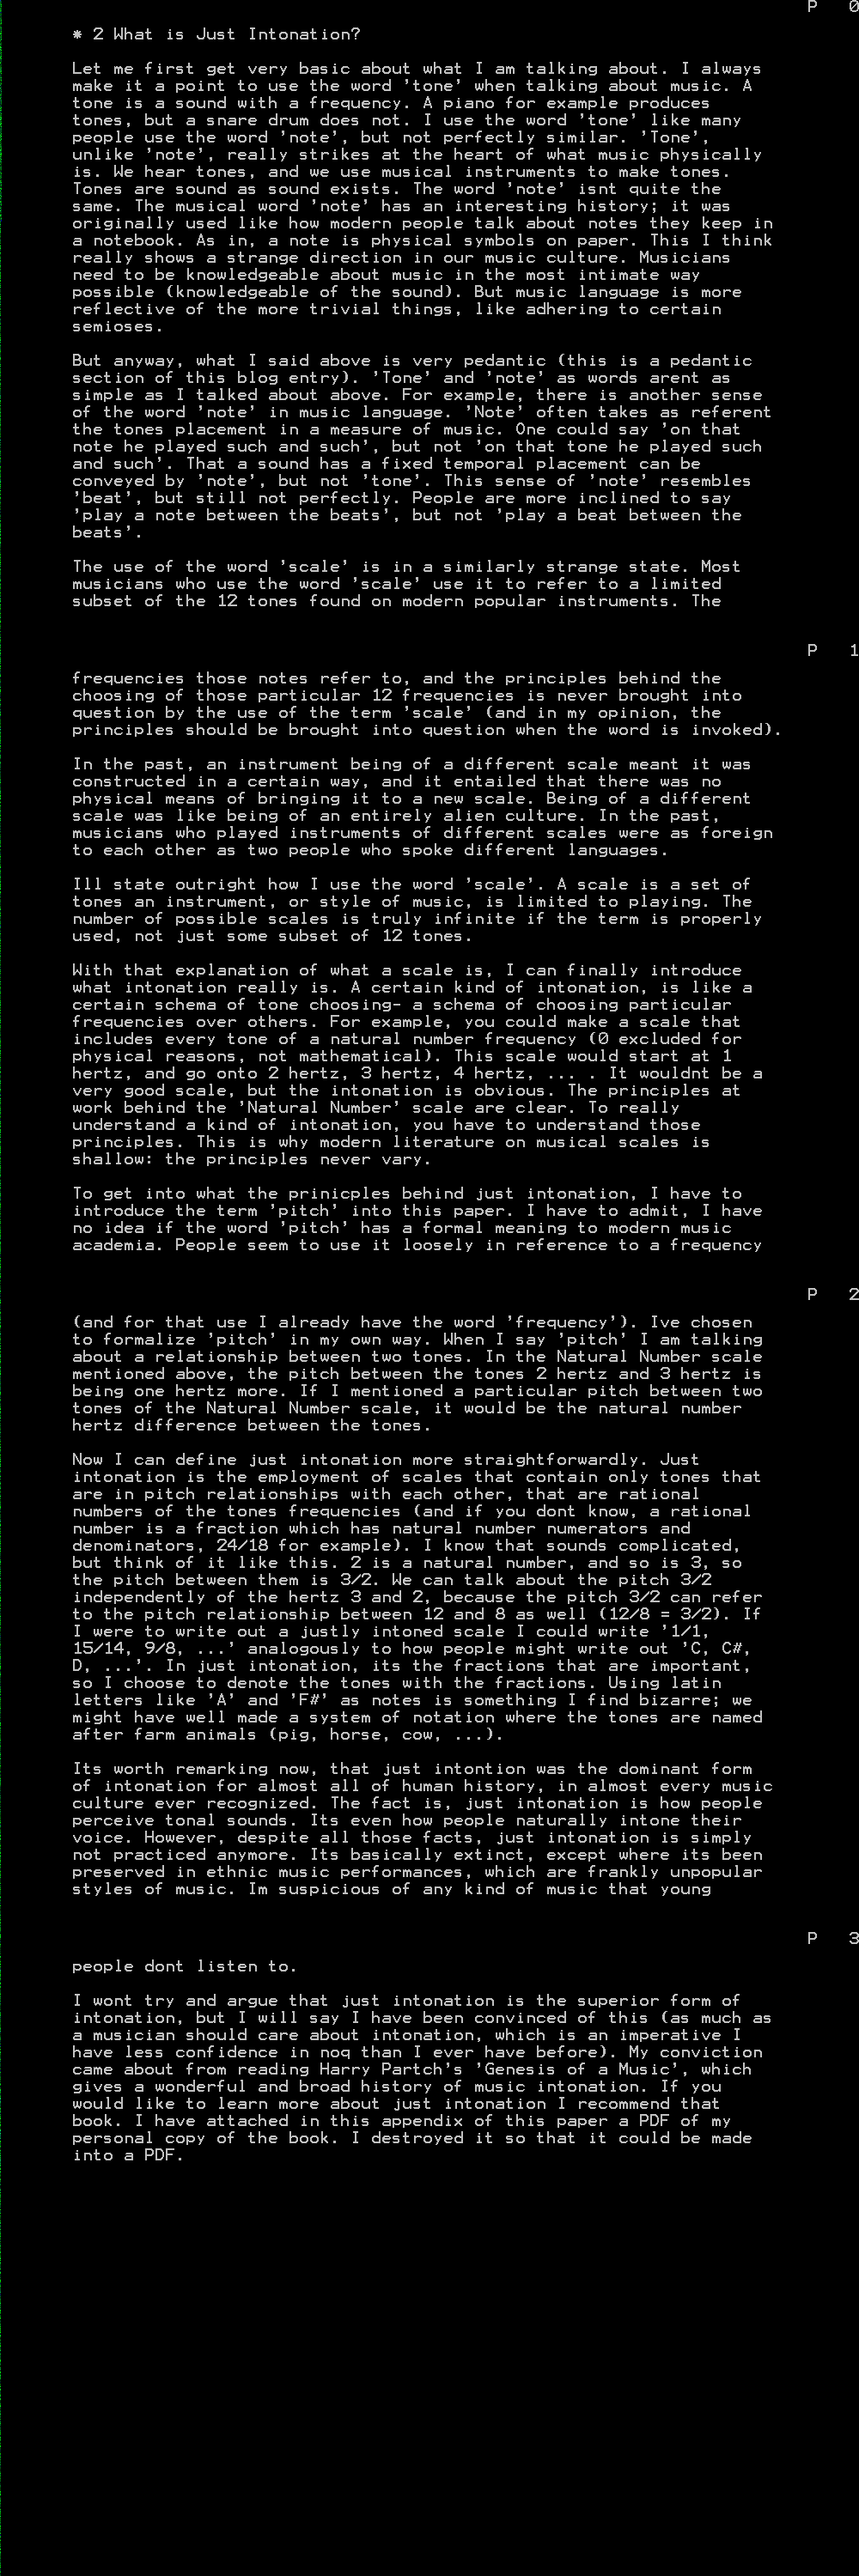 P   0
* 2 What is Just Intonation?
Let me first get very basic about what I am talking about. I always
make it a point to use the word 'tone' when talking about music. A
tone is a sound with a frequency. A piano for example produces
tones, but a snare drum does not. I use the word 'tone' like many
people use the word 'note', but not perfectly similar. 'Tone',
unlike 'note', really strikes at the heart of what music physically
is. We hear tones, and we use musical instruments to make tones.
Tones are sound as sound exists. The word 'note' isnt quite the
same. The musical word 'note' has an interesting history; it was
originally used like how modern people talk about notes they keep in
a notebook. As in, a note is physical symbols on paper. This I think
really shows a strange direction in our music culture. Musicians
need to be knowledgeable about music in the most intimate way
possible (knowledgeable of the sound). But music language is more
reflective of the more trivial things, like adhering to certain
semioses.
But anyway, what I said above is very pedantic (this is a pedantic
section of this blog entry). 'Tone' and 'note' as words arent as
simple as I talked about above. For example, there is another sense
of the word 'note' in music language. 'Note' often takes as referent
the tones placement in a measure of music. One could say 'on that
note he played such and such', but not 'on that tone he played such
and such'. That a sound has a fixed temporal placement can be
conveyed by 'note', but not 'tone'. This sense of 'note' resembles
'beat', but still not perfectly. People are more inclined to say
'play a note between the beats', but not 'play a beat between the
beats'.
The use of the word 'scale' is in a similarly strange state. Most
musicians who use the word 'scale' use it to refer to a limited
subset of the 12 tones found on modern popular instruments. The
P   1
frequencies those notes refer to, and the principles behind the
choosing of those particular 12 frequencies is never brought into
question by the use of the term 'scale' (and in my opinion, the
principles should be brought into question when the word is invoked).
In the past, an instrument being of a different scale meant it was
constructed in a certain way, and it entailed that there was no
physical means of bringing it to a new scale. Being of a different
scale was like being of an entirely alien culture. In the past,
musicians who played instruments of different scales were as foreign
to each other as two people who spoke different languages.
Ill state outright how I use the word 'scale'. A scale is a set of
tones an instrument, or style of music, is limited to playing. The
number of possible scales is truly infinite if the term is properly
used, not just some subset of 12 tones.
With that explanation of what a scale is, I can finally introduce
what intonation really is. A certain kind of intonation, is like a
certain schema of tone choosing- a schema of choosing particular
frequencies over others. For example, you could make a scale that
includes every tone of a natural number frequency (0 excluded for
physical reasons, not mathematical). This scale would start at 1
hertz, and go onto 2 hertz, 3 hertz, 4 hertz, ... . It wouldnt be a
very good scale, but the intonation is obvious. The principles at
work behind the 'Natural Number' scale are clear. To really
understand a kind of intonation, you have to understand those
principles. This is why modern literature on musical scales is
shallow: the principles never vary.
To get into what the prinicples behind just intonation, I have to
introduce the term 'pitch' into this paper. I have to admit, I have
no idea if the word 'pitch' has a formal meaning to modern music
academia. People seem to use it loosely in reference to a frequency
P   2
(and for that use I already have the word 'frequency'). Ive chosen
to formalize 'pitch' in my own way. When I say 'pitch' I am talking
about a relationship between two tones. In the Natural Number scale
mentioned above, the pitch between the tones 2 hertz and 3 hertz is
being one hertz more. If I mentioned a particular pitch between two
tones of the Natural Number scale, it would be the natural number
hertz difference between the tones.
Now I can define just intonation more straightforwardly. Just
intonation is the employment of scales that contain only tones that
are in pitch relationships with each other, that are rational
numbers of the tones frequencies (and if you dont know, a rational
number is a fraction which has natural number numerators and
denominators, 24/18 for example). I know that sounds complicated,
but think of it like this. 2 is a natural number, and so is 3, so
the pitch between them is 3/2. We can talk about the pitch 3/2
independently of the hertz 3 and 2, because the pitch 3/2 can refer
to the pitch relationship between 12 and 8 as well (12/8 = 3/2). If
I were to write out a justly intoned scale I could write '1/1,
15/14, 9/8, ...' analogously to how people might write out 'C, C#,
D, ...'. In just intonation, its the fractions that are important,
so I choose to denote the tones with the fractions. Using latin
letters like 'A' and 'F#' as notes is something I find bizarre; we
might have well made a system of notation where the tones are named
after farm animals (pig, horse, cow, ...).
Its worth remarking now, that just intontion was the dominant form
of intonation for almost all of human history, in almost every music
culture ever recognized. The fact is, just intonation is how people
perceive tonal sounds. Its even how people naturally intone their
voice. However, despite all those facts, just intonation is simply
not practiced anymore. Its basically extinct, except where its been
preserved in ethnic music performances, which are frankly unpopular
styles of music. Im suspicious of any kind of music that young
P   3
people dont listen to.
I wont try and argue that just intonation is the superior form of
intonation, but I will say I have been convinced of this (as much as
a musician should care about intonation, which is an imperative I
have less confidence in noq than I ever have before). My conviction
came about from reading Harry Partch's 'Genesis of a Music', which
gives a wonderful and broad history of music intonation. If you
would like to learn more about just intonation I recommend that
book. I have attached in this appendix of this paper a PDF of my
personal copy of the book. I destroyed it so that it could be made
into a PDF.